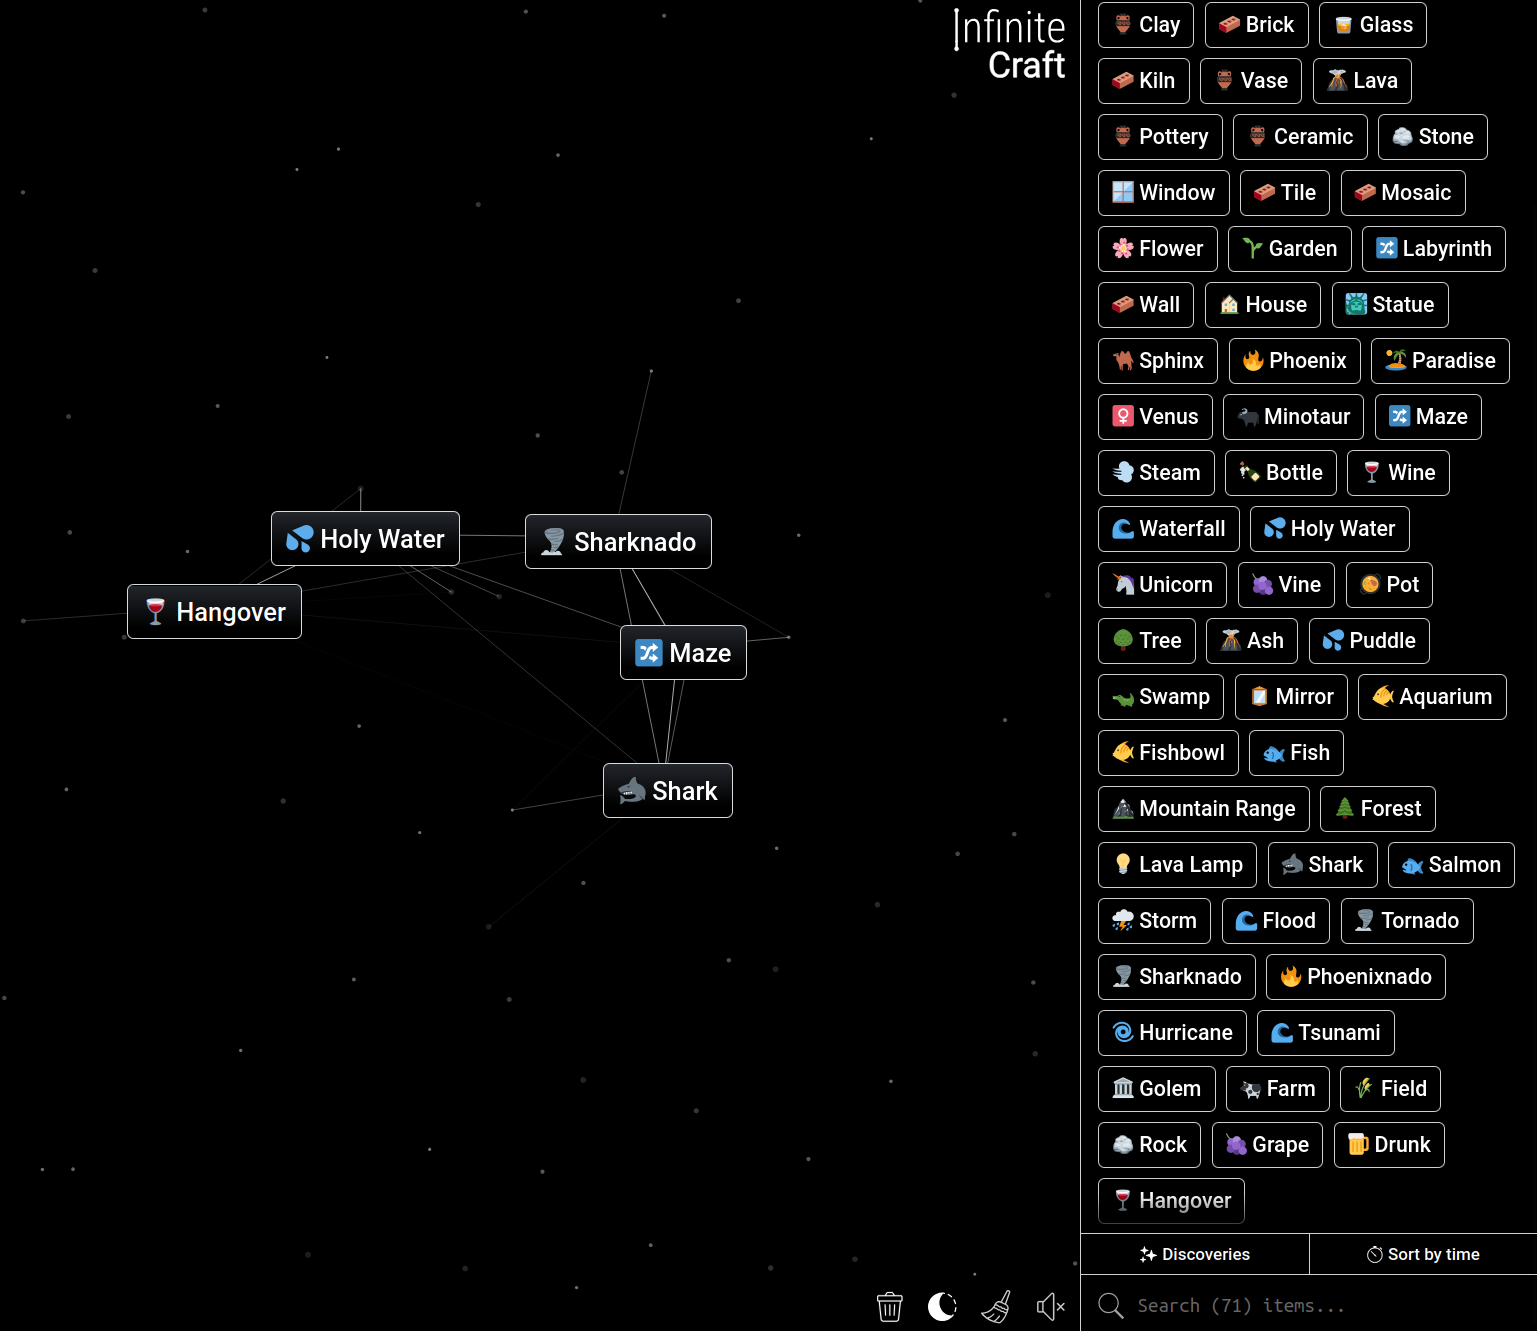 Infinite
Craft
Holy Water
Sharknado
Hangover
Maze
Shark
Clay Brick Glass
Kiln Vase Lava
Pottery Ceramic Stone
Window Tile Mosaic
Flower Garden Labyrinth
Wall House Statue
Sphinx Phoenix Paradise
Venus Minotaur Maze
Steam Bottle Wine
Waterfall Holy Water
Unicorn Vine Pot
Tree Ash Puddle
Swamp Mirror Aquarium
Fishbowl Fish
Mountain Range Forest
Lava Lamp Shark Salmon
Storm Flood Tornado
Sharknado Phoenixnado
Hurricane Tsunami
Golem Farm Field
Rock Grape Drunk
Hangover
Discoveries Sort by time
Search (71) items...